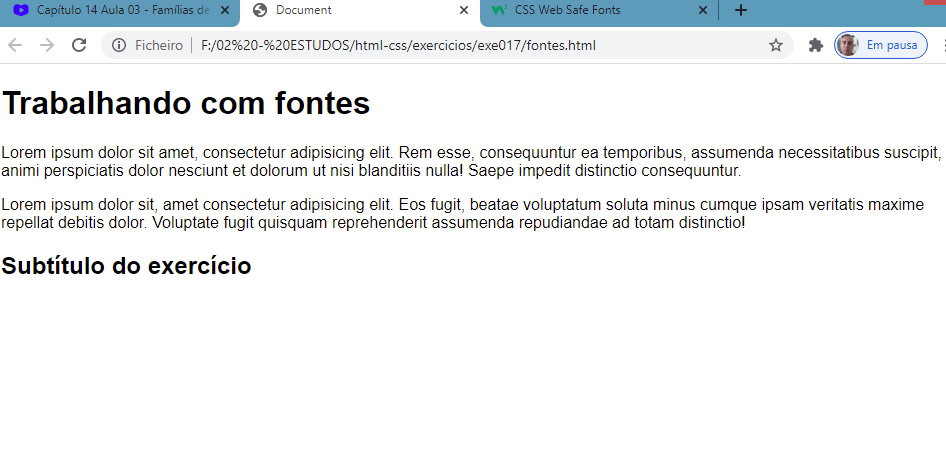 Capítulo 14 Aula 03 - Famílias de
Document
CSS Web Safe Fonts
Ficheiro
F:/02%20-%20ESTUDOS/html-css/exercicios/exe017/fontes.html
Em pausa
Trabalhando com fontes
Lorem ipsum dolor sit amet, consectetur adipisicing elit. Rem esse, consequuntur ea temporibus, assumenda necessitatibus suscipit,
animi perspiciatis dolor nesciunt et dolorum ut nisi blanditiis nulla! Saepe impedit distinctio consequuntur.
Lorem ipsum dolor sit, amet consectetur adipisicing elit. Eos fugit, beatae voluptatum soluta minus cumque ipsam veritatis maxime
repellat debitis dolor. Voluptate fugit quisquam reprehenderit assumenda repudiandae ad totam distinctio!
Subtítulo do exercício